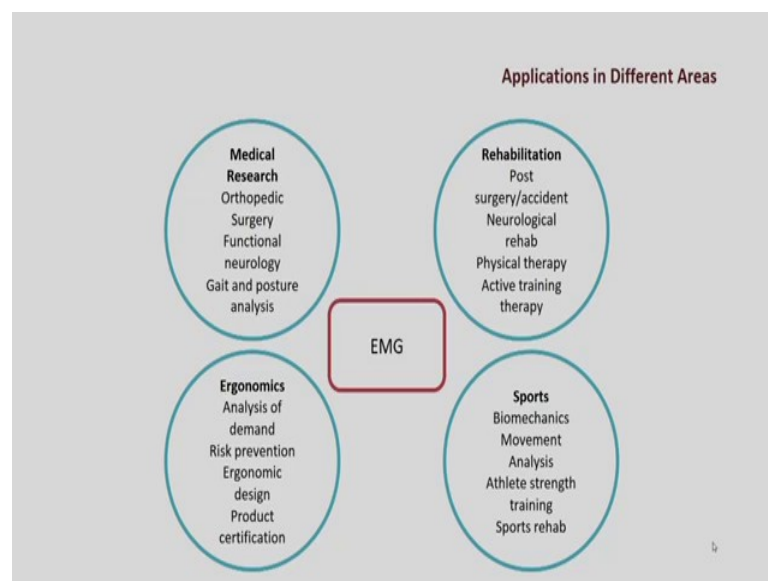 Applications in Different Areas
Medical
Research
Orthopedic
Surgery
Functional
neurology
Gait and posture
analysis
Rehabilitation
Post
surgery/accident
Neurological
rehab
Physical therapy
Active training
therapy
EMG
Ergonomics
Analysis of
demand
Risk prevention
Ergonomic
design
Product
certification
Sports
Biomechanics
Movement
Analysis
Athlete strength
training
Sports rehab